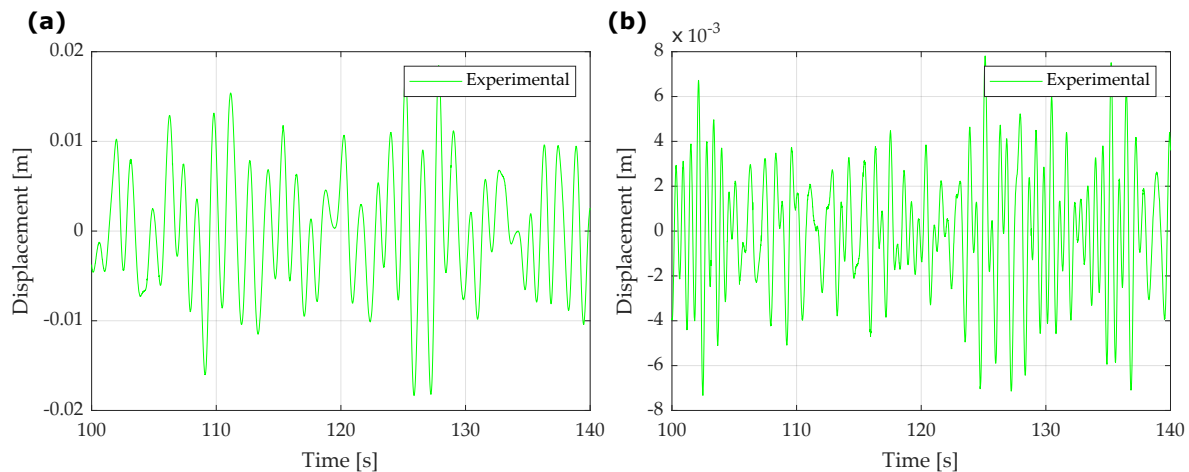 (a)
0.02
0.01
0
-0.01
-0.02
Displacement [m]
Experimental
100 110 120 130 140
Time [s]
(b)
x 10-3
8
6
4
2
0
-2
-4
-6
-8
Displacement [m]
Experimental
100 110 120 130 140
Time [s]